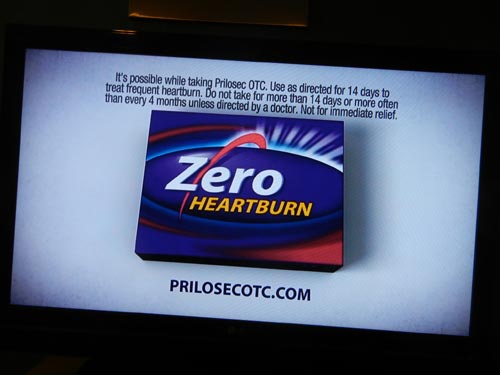 It's possible while taking Prilosec OTC. Use as directed for 14 days to
treat frequent heartburn. Do not take for more than 14 days or more often
than every 4 months unless directed by a doctor. Not for immediate relief.
Zero
HEARTBURN
PRILOSECOTC.COM